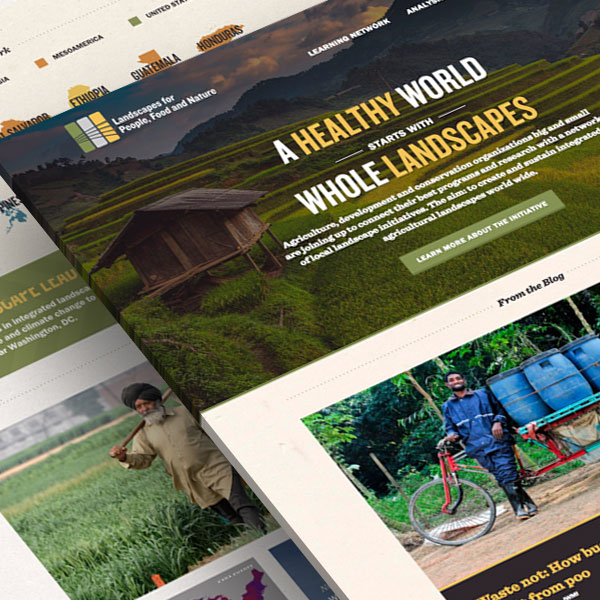 UNITED STA
MESOAMERICA
HONDURAS
GUATEMALA
ETHIOPIA
SALVADOR
LEARNING NETWORK
ANALYSI
Landscapes for
People, Food and Nature
A HEALTHY WORLD
STARTS WITH
WHOLE LANDSCAPES
Agriculture, development and conservation organizations big and small
are joining up to connect their best programs and research with a network
of local landscape initiatives. The aim: to create and sustain integrated
agricultural landscapes world wide.
LEARN MORE ABOUT THE INITIATIVE
in integrated landsca
and climate change to
ar Washington, DC.
From the Blog
Waste not: How bu
from poo